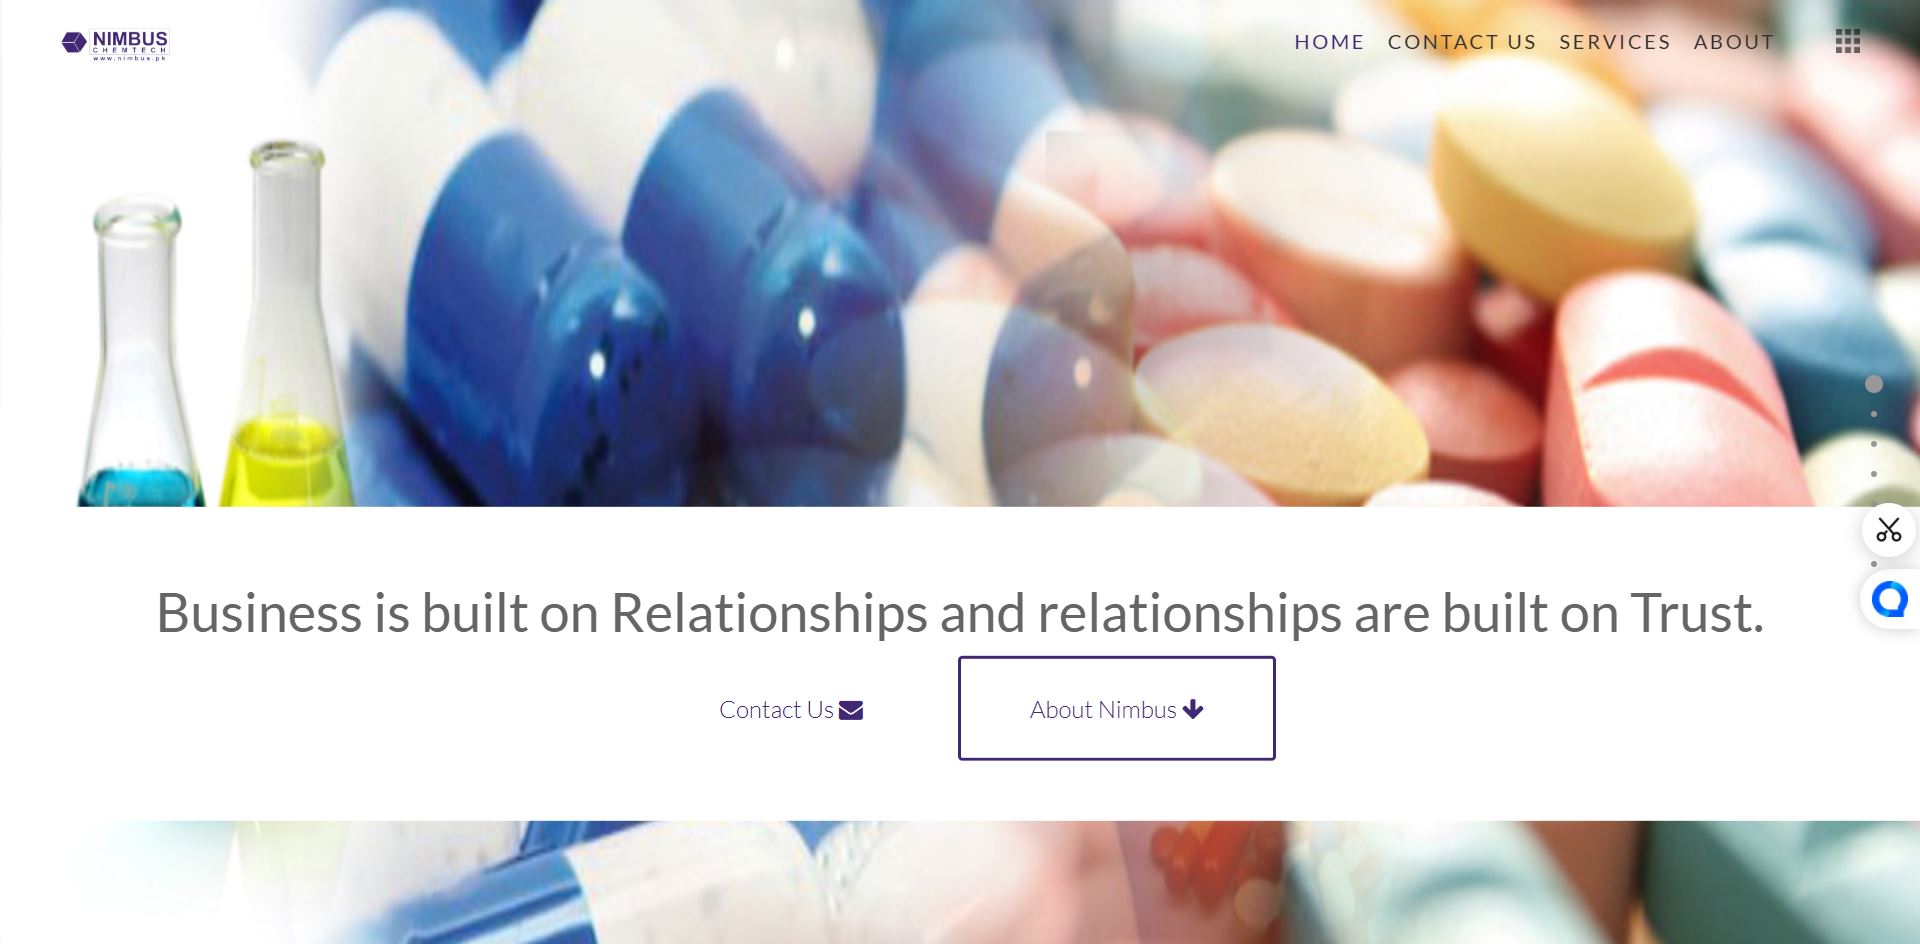 NIMBUS
CHEMTECH
www.nimbus.pk
HOME CONTACT US SERVICES ABOUT
Business is built on Relationships and relationships are built on Trust.
Contact Us
About Nimbus